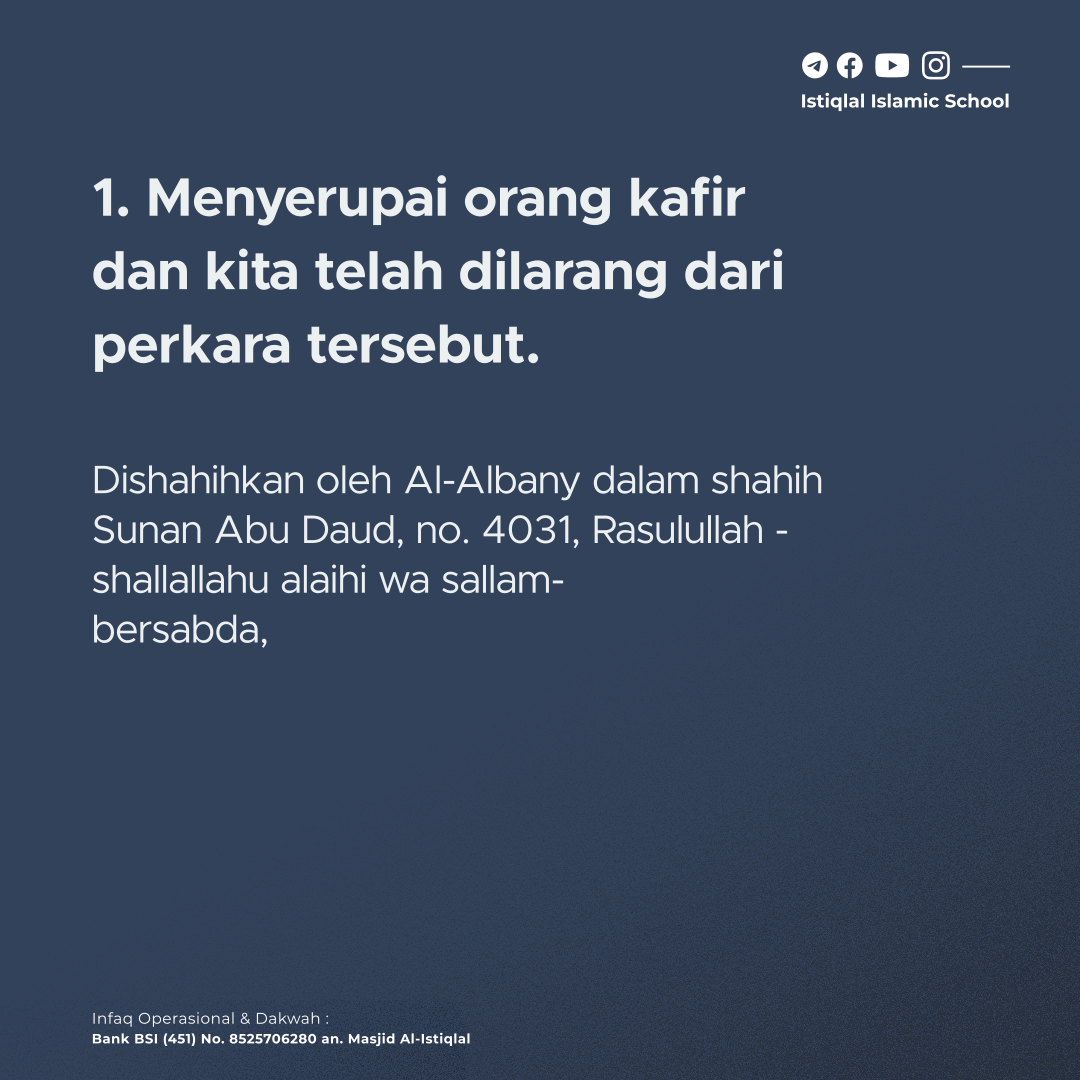 Istiqlal Islamic School
1. Menyerupai orang kafir
dan kita telah dilarang dari
perkara tersebut.
Dishahihkan oleh Al-Albany dalam shahih
Sunan Abu Daud, no. 4031, Rasulullah -
shallallahu alaihi wa sallam-
bersabda,
Infaq Operasional & Dakwah :
Bank BSI (451) No. 8525706280 an. Masjid Al-Istiqlal